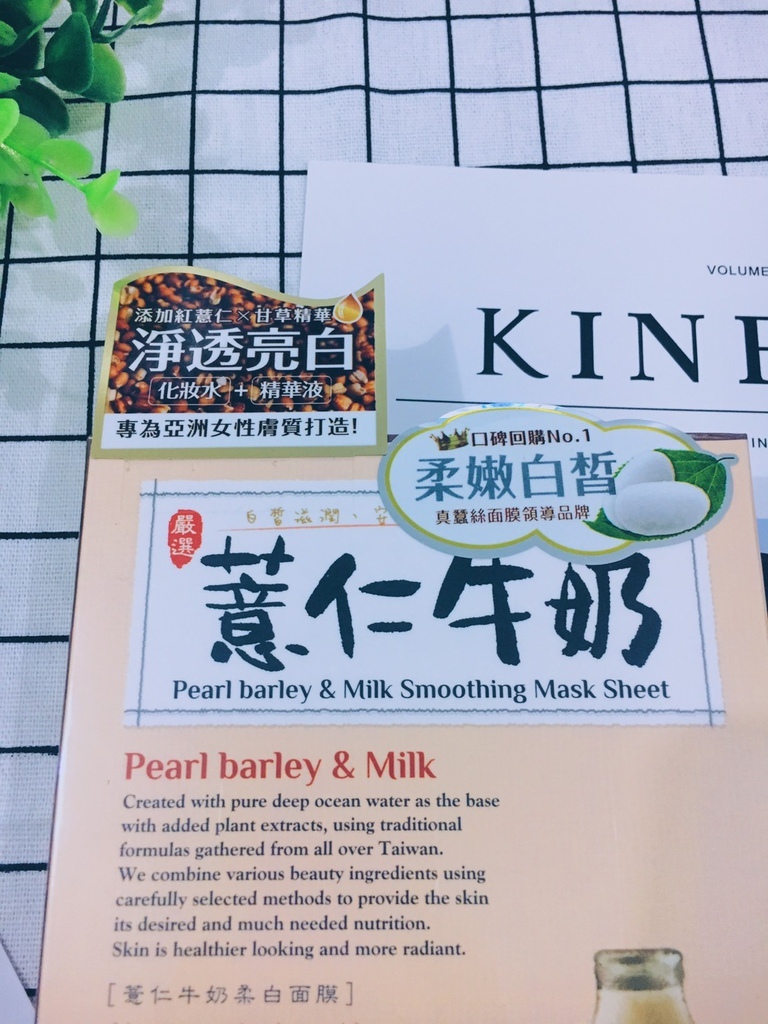 VOLUME
KINF
IN
添加紅薏仁×甘草精華
淨透亮白
化妝水+精華液
專為亞洲女性膚質打造!
口碑回購No.1
柔嫩白皙
真蠶絲面膜領導品牌
嚴選
白皙滋潤、安
薏仁牛奶
Pearl barley & Milk Smoothing Mask Sheet
Pearl barley & Milk
Created with pure deep ocean water as the base
with added plant extracts, using traditional
formulas gathered from all over Taiwan.
We combine various beauty ingredients using
carefully selected methods to provide the skin
its desired and much needed nutrition.
Skin is healthier looking and more radiant.
[薏仁牛奶柔白面膜]